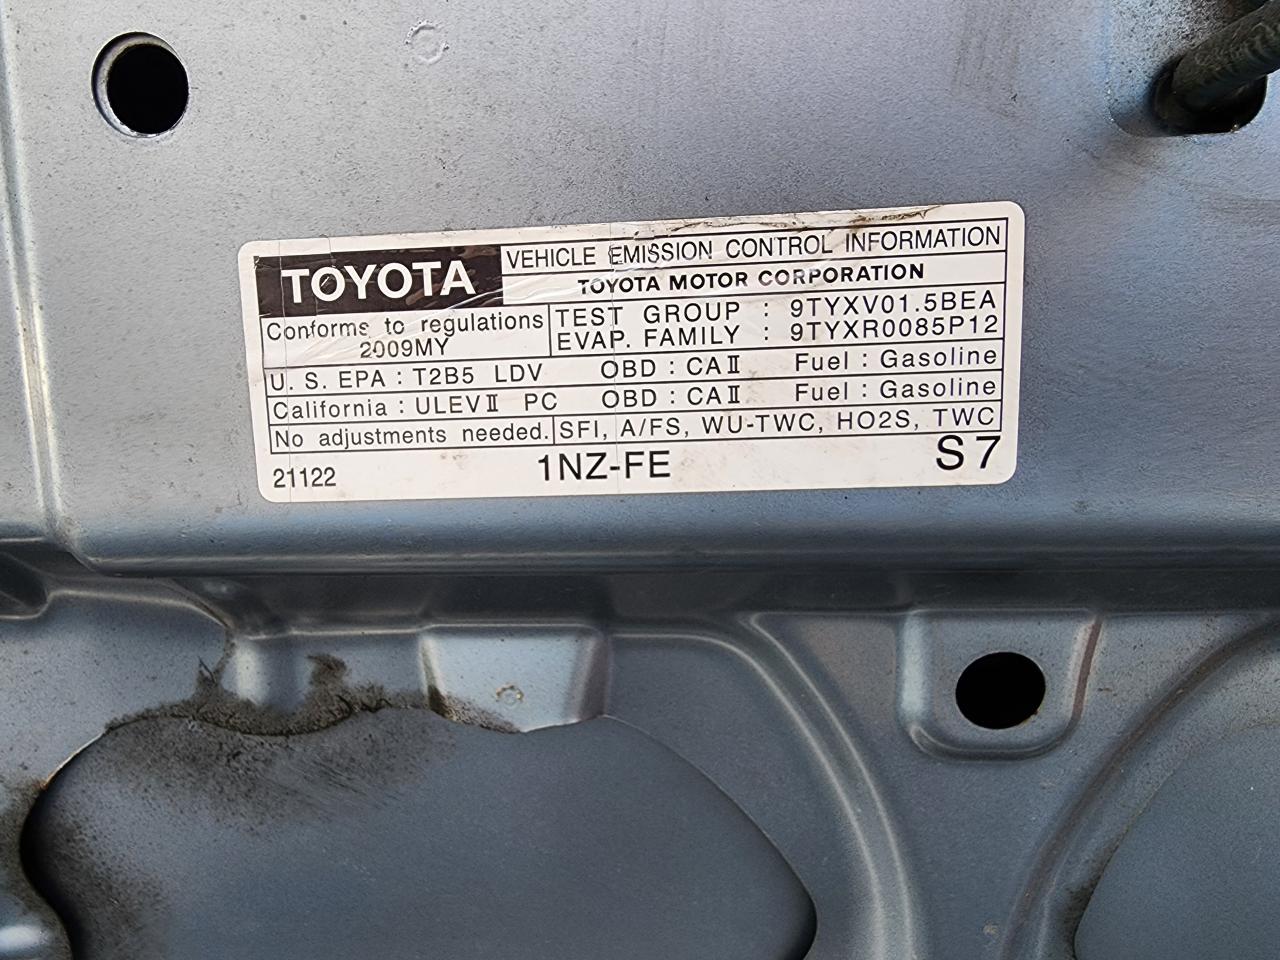 TOYOTA
VEHICLE EMISSION CONTROL INFORMATION
TOYOTA MOTOR CORPORATION
Conforms to regulations
2009MY
TEST GROUP : 9TYXV01.5BEA
EVAP. FAMILY : 9TYXR0085P12
U. S. EPA : T2B5 LDV OBD : CAⅡ Fuel : Gasoline
California : ULEVⅡ PC OBD : CAⅡ Fuel : Gasoline
No adjustments needed. SFI, A/FS, WU-TWC, HO2S, TWC
21122 1NZ-FE S7